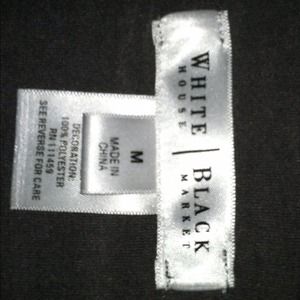 WHITE | BLACK
HOUSE MARKET
M
MADE IN
CHINA
DECORATION:
100% POLYESTER
RN 111459
SEE REVERSE FOR CARE